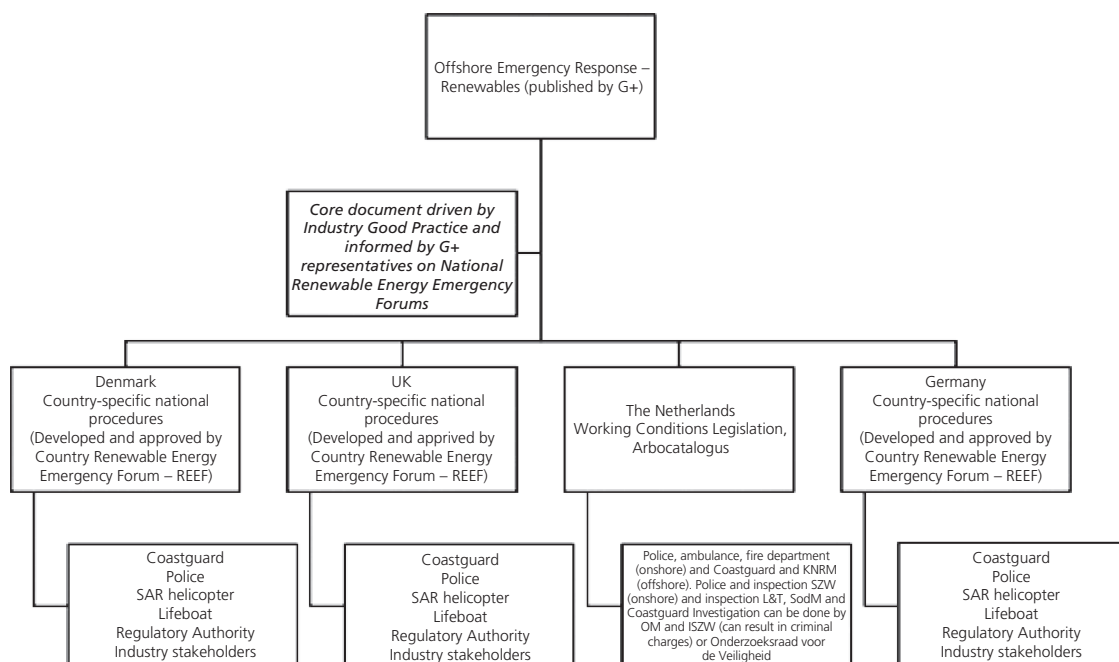 Offshore Emergency Response –
Renewables (published by G+)
Core document driven by
Industry Good Practice and
informed by G+
representatives on National
Renewable Energy Emergency
Forums
Denmark
Country-specific national
procedures
(Developed and approved by
Country Renewable Energy
Emergency Forum – REEF)
UK
Country-specific national
procedures
(Developed and apprived by
Country Renewable Energy
Emergency Forum – REEF)
The Netherlands
Working Conditions Legislation,
Arbocatalogus
Germany
Country-specific national
procedures
(Developed and approved by
Country Renewable Energy
Emergency Forum – REEF)
Coastguard
Police
SAR helicopter
Lifeboat
Regulatory Authority
Industry stakeholders
Coastguard
Police
SAR helicopter
Lifeboat
Regulatory Authority
Industry stakeholders
Police, ambulance, fire department
(onshore) and Coastguard and KNRM
(offshore). Police and inspection SZW
(onshore) and inspection L&T, SodM and
Coastguard Investigation can be done by
OM and ISZW (can result in criminal
charges) or Onderzoeksraad voor
de Veiligheid
Coastguard
Police
SAR helicopter
Lifeboat
Regulatory Authority
Industry stakeholders